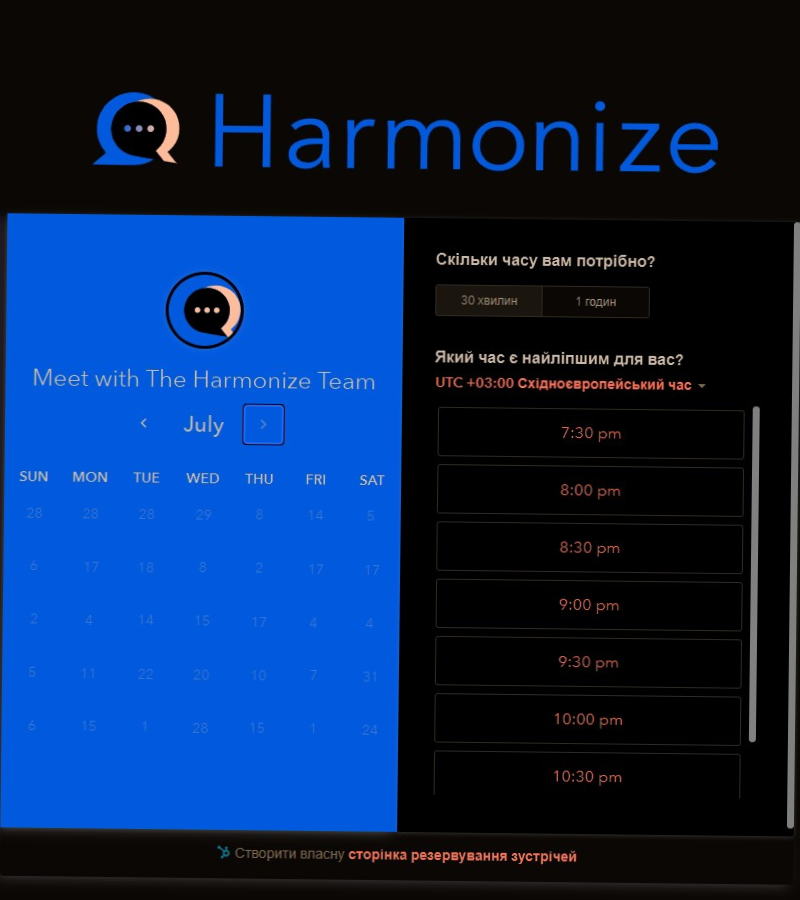 Harmonize
Meet with The Harmonize Team
July
SUN MON TUE WED THU FRI SAT
28 28 28 29 8 14 5
6 17 18 8 2 17 17
2 4 14 15 17 4 4
5 11 22 20 10 7 31
6 15 1 28 15 1 24
Скільки часу вам потрібно?
30 хвилин 1 годин
Який час є найліпшим для вас?
UTC +03:00 Східноєвропейський час
7:30 pm
8:00 pm
8:30 pm
9:00 pm
9:30 pm
10:00 pm
10:30 pm
Створити власну сторінка резервування зустрічей